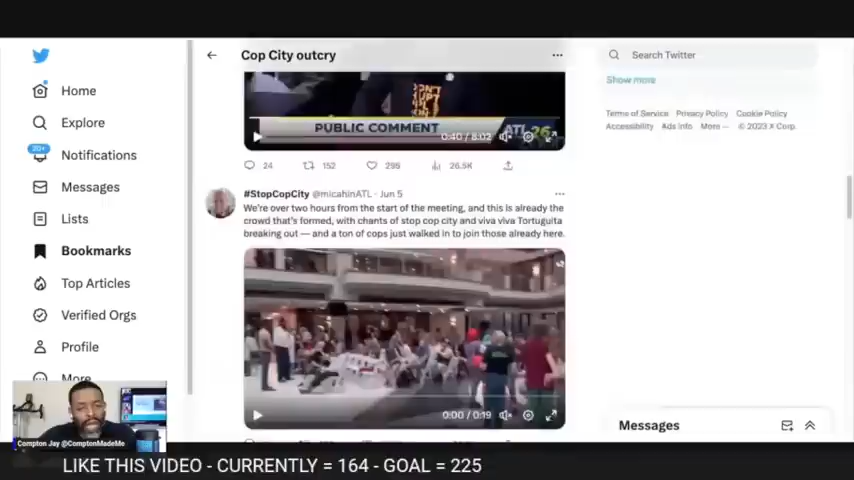 Home
Explore
20+
Notifications
Messages
Lists
Bookmarks
Top Articles
Verified Orgs
Profile
More
Cop City outcry
PUBLIC COMMENT
ATL 26
0:40 / 8:02
24 152 295 26.5K
#StopCopCity @micahinATL · Jun 5
We're over two hours from the start of the meeting, and this is already the
crowd that's formed, with chants of stop cop city and viva viva Tortuguita
breaking out — and a ton of cops just walked in to join those already here.
0:00 / 0:19
Search Twitter
Show more
Terms of Service Privacy Policy Cookie Policy
Accessibility Ads info More ··· © 2023 X Corp.
Messages
Compton Jay @ComptonMadeMe
LIKE THIS VIDEO - CURRENTLY = 164 - GOAL = 225